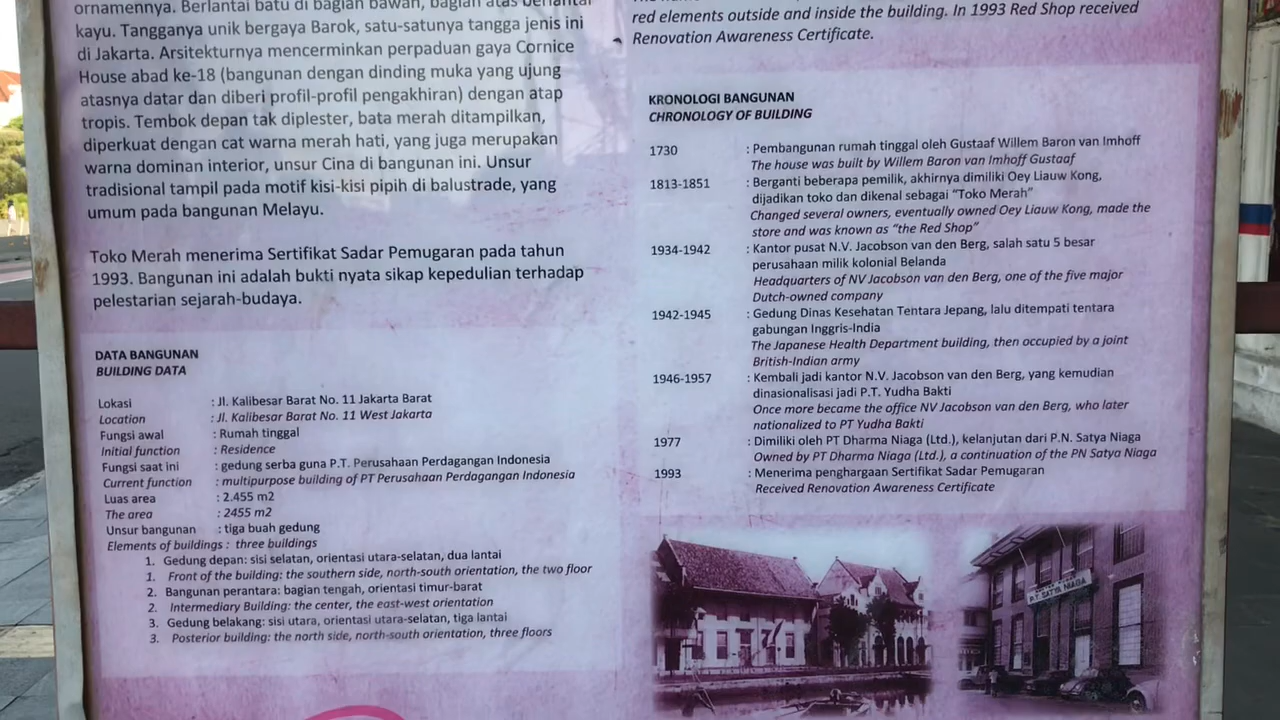 ornamennya. Berlantai batu di bagian bawah, bagian atas berlantai
kayu. Tangganya unik bergaya Barok, satu-satunya tangga jenis ini
di Jakarta. Arsitekturnya mencerminkan perpaduan gaya Cornice
House abad ke-18 (bangunan dengan dinding muka yang ujung
atasnya datar dan diberi profil-profil pengakhiran) dengan atap
tropis. Tembok depan tak diplester, bata merah ditampilkan,
diperkuat dengan cat warna merah hati, yang juga merupakan
warna dominan interior, unsur Cina di bangunan ini. Unsur
tradisional tampil pada motif kisi-kisi pipih di balustrade, yang
umum pada bangunan Melayu.
Toko Merah menerima Sertifikat Sadar Pemugaran pada tahun
1993. Bangunan ini adalah bukti nyata sikap kepedulian terhadap
pelestarian sejarah-budaya.
DATA BANGUNAN
BUILDING DATA
Lokasi : Jl. Kalibesar Barat No. 11 Jakarta Barat
Location : Jl. Kalibesar Barat No. 11 West Jakarta
Fungsi awal : Rumah tinggal
Initial function : Residence
Fungsi saat ini : gedung serba guna P.T. Perusahaan Perdagangan Indonesia
Current function : multipurpose building of PT Perusahaan Perdagangan Indonesia
Luas area : 2.455 m2
The area : 2455 m2
Unsur bangunan : tiga buah gedung
Elements of buildings : three buildings
1. Gedung depan: sisi selatan, orientasi utara-selatan, dua lantai
1. Front of the building: the southern side, north-south orientation, the two floor
2. Bangunan perantara: bagian tengah, orientasi timur-barat
2. Intermediary Building: the center, the east-west orientation
3. Gedung belakang: sisi utara, orientasi utara-selatan, tiga lantai
3. Posterior building: the north side, north-south orientation, three floors
red elements outside and inside the building. In 1993 Red Shop received
Renovation Awareness Certificate.
KRONOLOGI BANGUNAN
CHRONOLOGY OF BUILDING
1730 : Pembangunan rumah tinggal oleh Gustaaf Willem Baron van Imhoff
The house was built by Willem Baron van Imhoff Gustaaf
1813-1851 : Berganti beberapa pemilik, akhirnya dimiliki Oey Liauw Kong,
dijadikan toko dan dikenal sebagai “Toko Merah”
Changed several owners, eventually owned Oey Liauw Kong, made the
store and was known as “the Red Shop”
1934-1942 : Kantor pusat N.V. Jacobson van den Berg, salah satu 5 besar
perusahaan milik kolonial Belanda
Headquarters of NV Jacobson van den Berg, one of the five major
Dutch-owned company
1942-1945 : Gedung Dinas Kesehatan Tentara Jepang, lalu ditempati tentara
gabungan Inggris-India
The Japanese Health Department building, then occupied by a joint
British-Indian army
1946-1957 : Kembali jadi kantor N.V. Jacobson van den Berg, yang kemudian
dinasionalisasi jadi P.T. Yudha Bakti
Once more became the office NV Jacobson van den Berg, who later
nationalized to PT Yudha Bakti
1977 : Dimiliki oleh PT Dharma Niaga (Ltd.), kelanjutan dari P.N. Satya Niaga
Owned by PT Dharma Niaga (Ltd.), a continuation of the PN Satya Niaga
1993 : Menerima penghargaan Sertifikat Sadar Pemugaran
Received Renovation Awareness Certificate
P.T. SATYA NIAGA